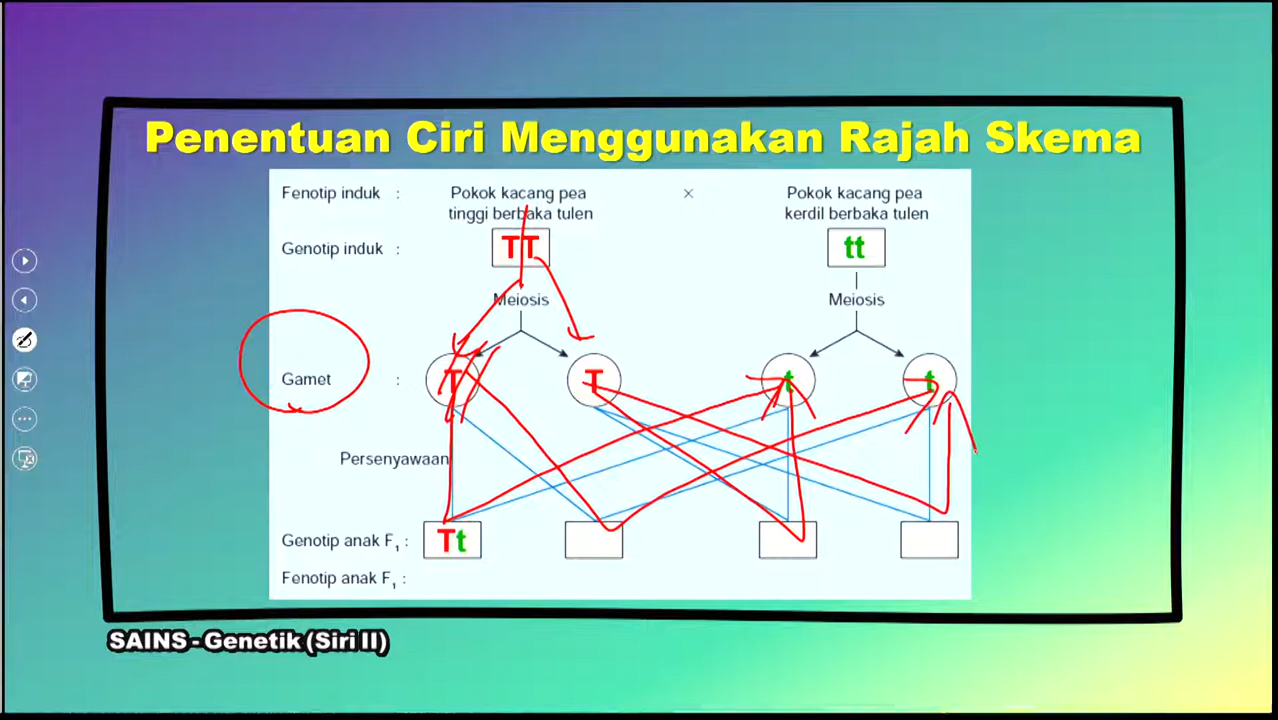 Penentuan Ciri Menggunakan Rajah Skema
Fenotip induk : Pokok kacang pea × Pokok kacang pea
tinggi berbaka tulen kerdil berbaka tulen
Genotip induk : TT tt
Meiosis Meiosis
Gamet : T T t t
Persenyawaan
Genotip anak F1 : Tt
Fenotip anak F1 :
SAINS - Genetik (Siri II)